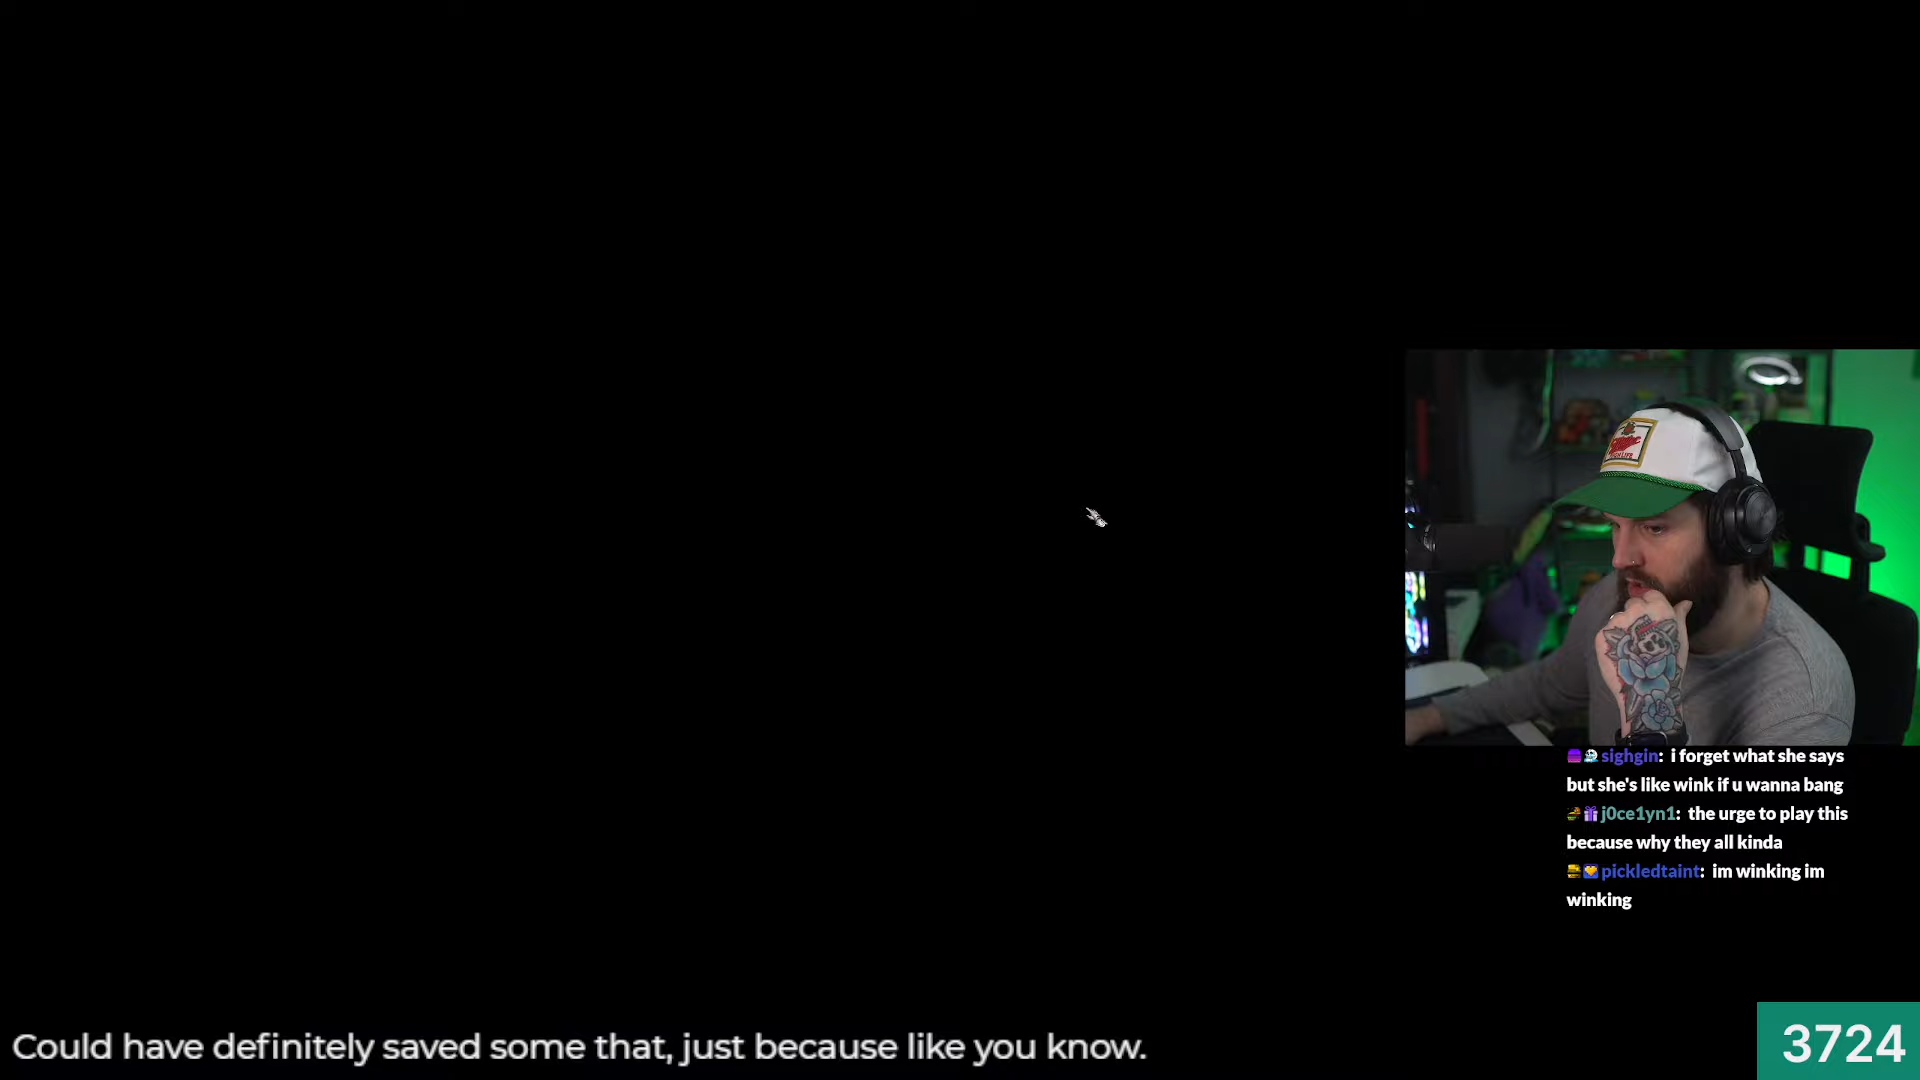 sighgin: i forget what she says
but she's like wink if u wanna bang
j0ce1yn1: the urge to play this
because why they all kinda
pickledtaint: im winking im
winking
Could have definitely saved some that, just because like you know.
3724